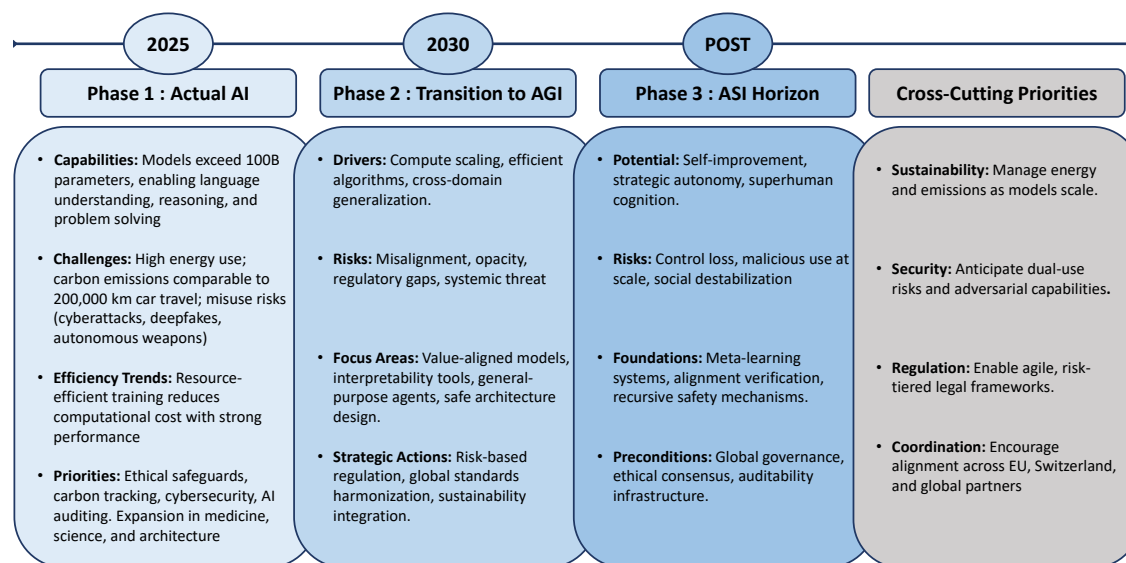 2025
2030
POST
Phase 1 : Actual AI
Phase 2 : Transition to AGI
Phase 3 : ASI Horizon
Cross-Cutting Priorities
• Capabilities: Models exceed 100B
parameters, enabling language
understanding, reasoning, and
problem solving
• Challenges: High energy use;
carbon emissions comparable to
200,000 km car travel; misuse risks
(cyberattacks, deepfakes,
autonomous weapons)
• Efficiency Trends: Resource-
efficient training reduces
computational cost with strong
performance
• Priorities: Ethical safeguards,
carbon tracking, cybersecurity, AI
auditing. Expansion in medicine,
science, and architecture
• Drivers: Compute scaling, efficient
algorithms, cross-domain
generalization.
• Risks: Misalignment, opacity,
regulatory gaps, systemic threat
• Focus Areas: Value-aligned models,
interpretability tools, general-
purpose agents, safe architecture
design.
• Strategic Actions: Risk-based
regulation, global standards
harmonization, sustainability
integration.
• Potential: Self-improvement,
strategic autonomy, superhuman
cognition.
• Risks: Control loss, malicious use at
scale, social destabilization
• Foundations: Meta-learning
systems, alignment verification,
recursive safety mechanisms.
• Preconditions: Global governance,
ethical consensus, auditability
infrastructure.
• Sustainability: Manage energy
and emissions as models scale.
• Security: Anticipate dual-use
risks and adversarial capabilities.
• Regulation: Enable agile, risk-
tiered legal frameworks.
• Coordination: Encourage
alignment across EU, Switzerland,
and global partners